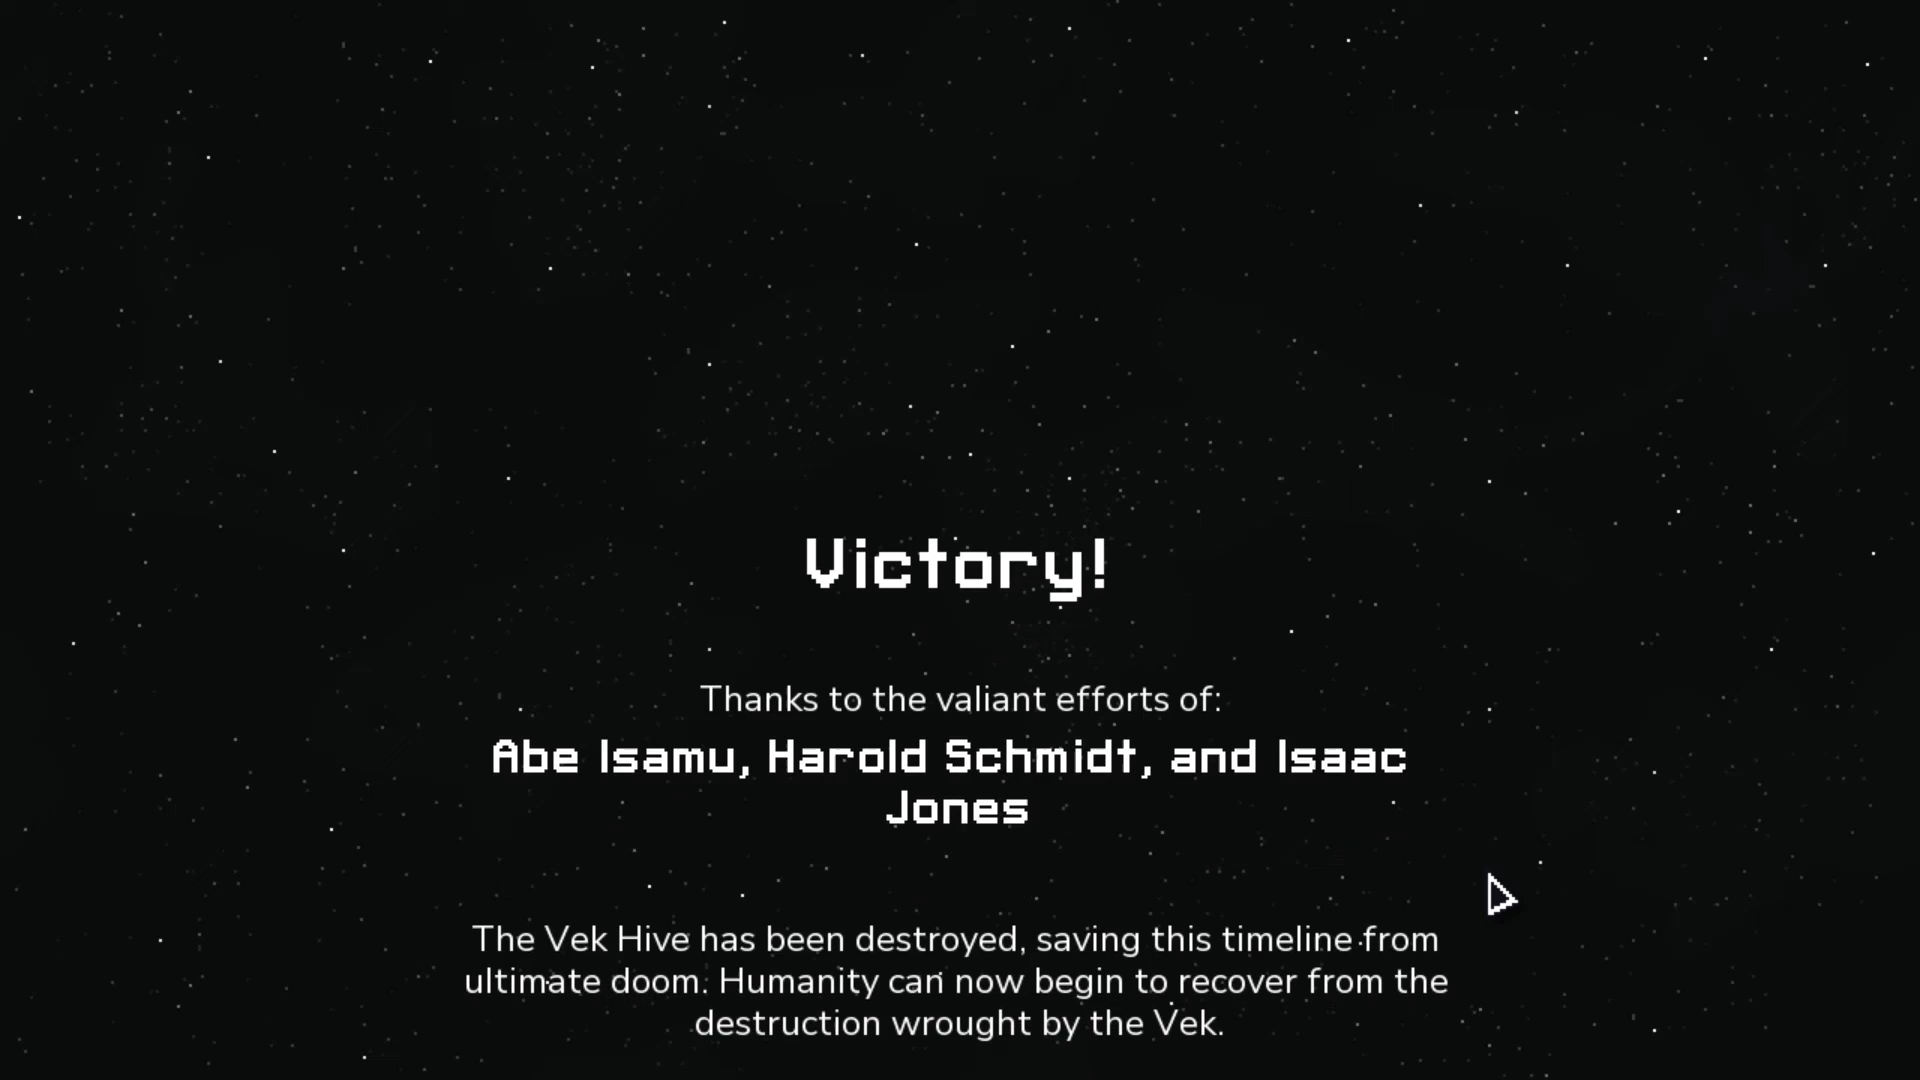 Victory!
Thanks to the valiant efforts of:
Abe Isamu, Harold Schmidt, and Isaac
Jones
The Vek Hive has been destroyed, saving this timeline from
ultimate doom. Humanity can now begin to recover from the
destruction wrought by the Vek.